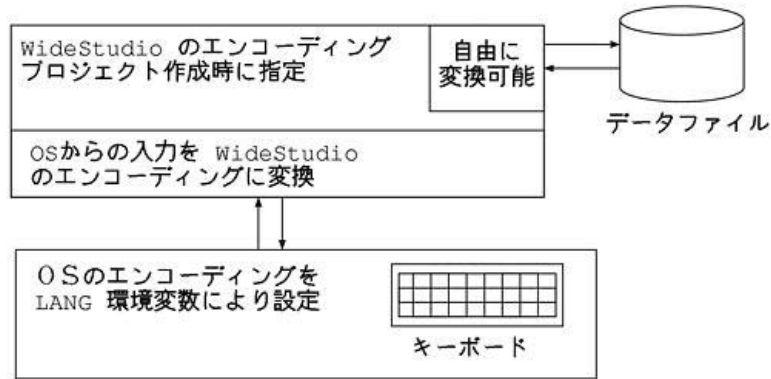 WideStudio のエンコーディング
プロジェクト作成時に指定
自由に
変換可能
データファイル
OSからの入力を WideStudio
のエンコーディングに変換
OSのエンコーディングを
LANG 環境変数により設定
キーボード